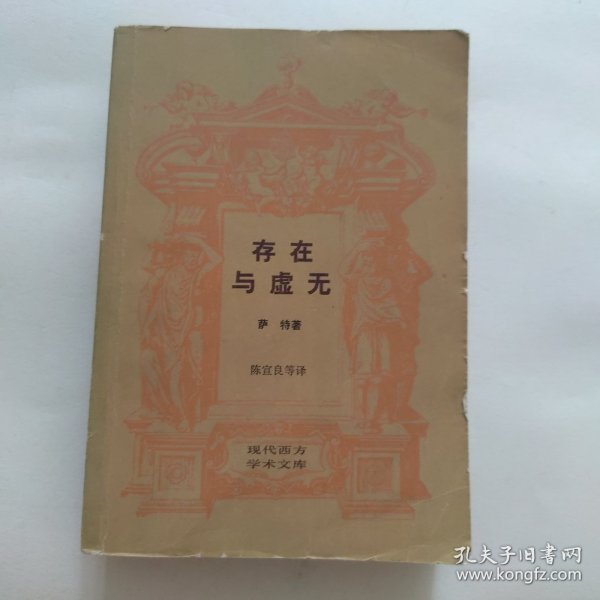 存在
与虚无
萨 特著
陈宣良等译
现代西方
学术文库
孔夫子旧书网
www.kongfz.com